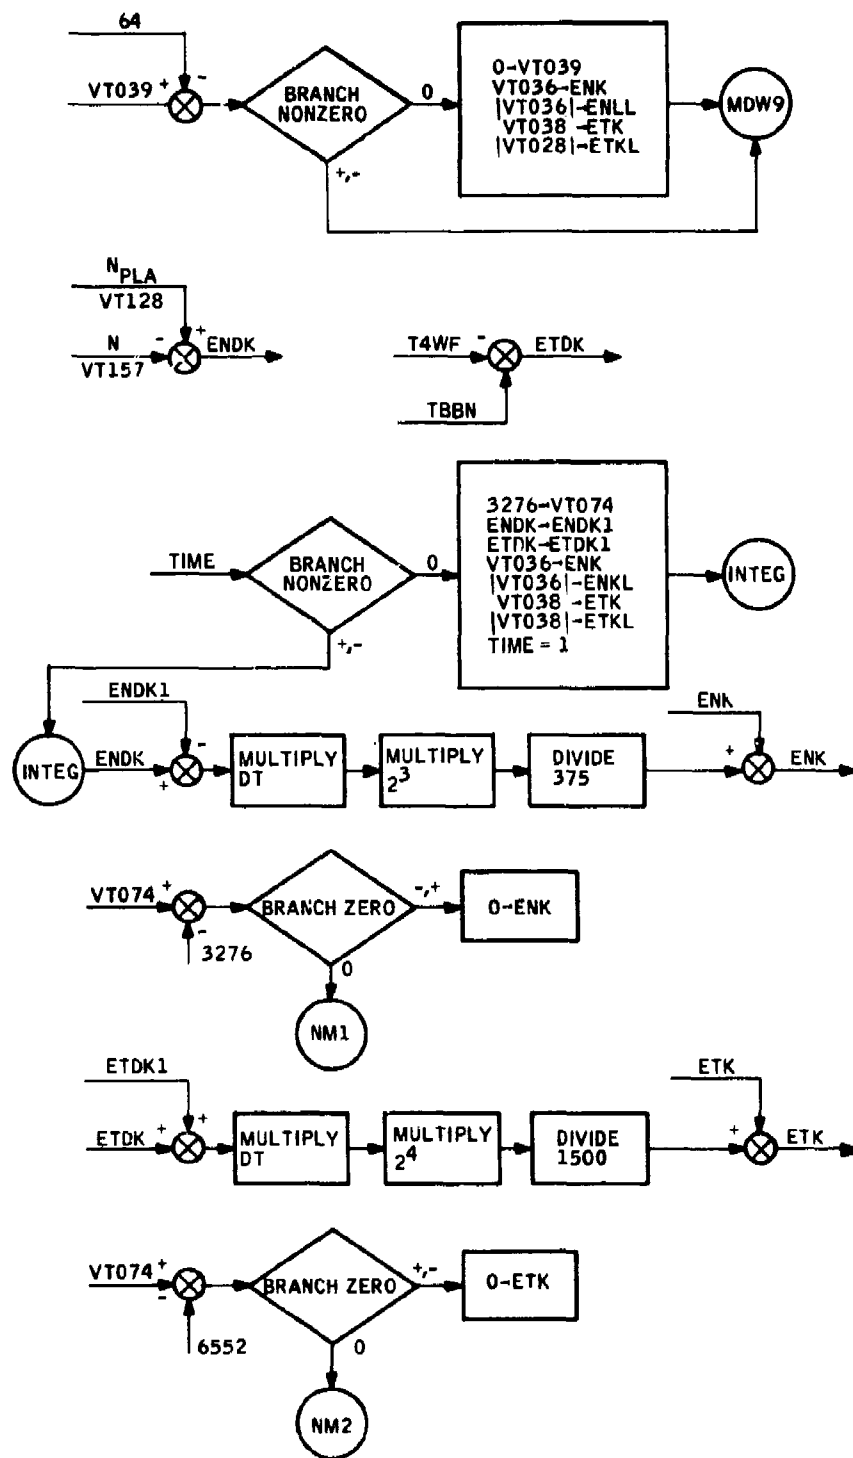 64
VT039 + -
BRANCH NONZERO
0
+,-
0→VT039
VT036→ENK
|VT036|→ENLL
VT038→ETK
|VT028|→ETKL
MDW9
N_PLA
VT128
N
VT157
- +
ENDK
T4WF
-
ETDK
TBBN
TIME
BRANCH
NONZERO
0
+,-
3276→VT074
ENDK→ENDK1
ETDK→ETDK1
VT036→ENK
|VT036|→ENKL
VT038→ETK
|VT038|→ETKL
TIME = 1
INTEG
ENDK1
-
INTEG
ENDK
+
MULTIPLY
DT
MULTIPLY
2³
DIVIDE
375
ENK
+
ENK
VT074
+
-
3276
BRANCH ZERO
-,+
0
0→ENK
NM1
ETDK1
+
ETDK
+
MULTIPLY
DT
MULTIPLY
2⁴
DIVIDE
1500
ETK
+
ETK
VT074
+
-
6552
BRANCH ZERO
+,-
0
0→ETK
NM2